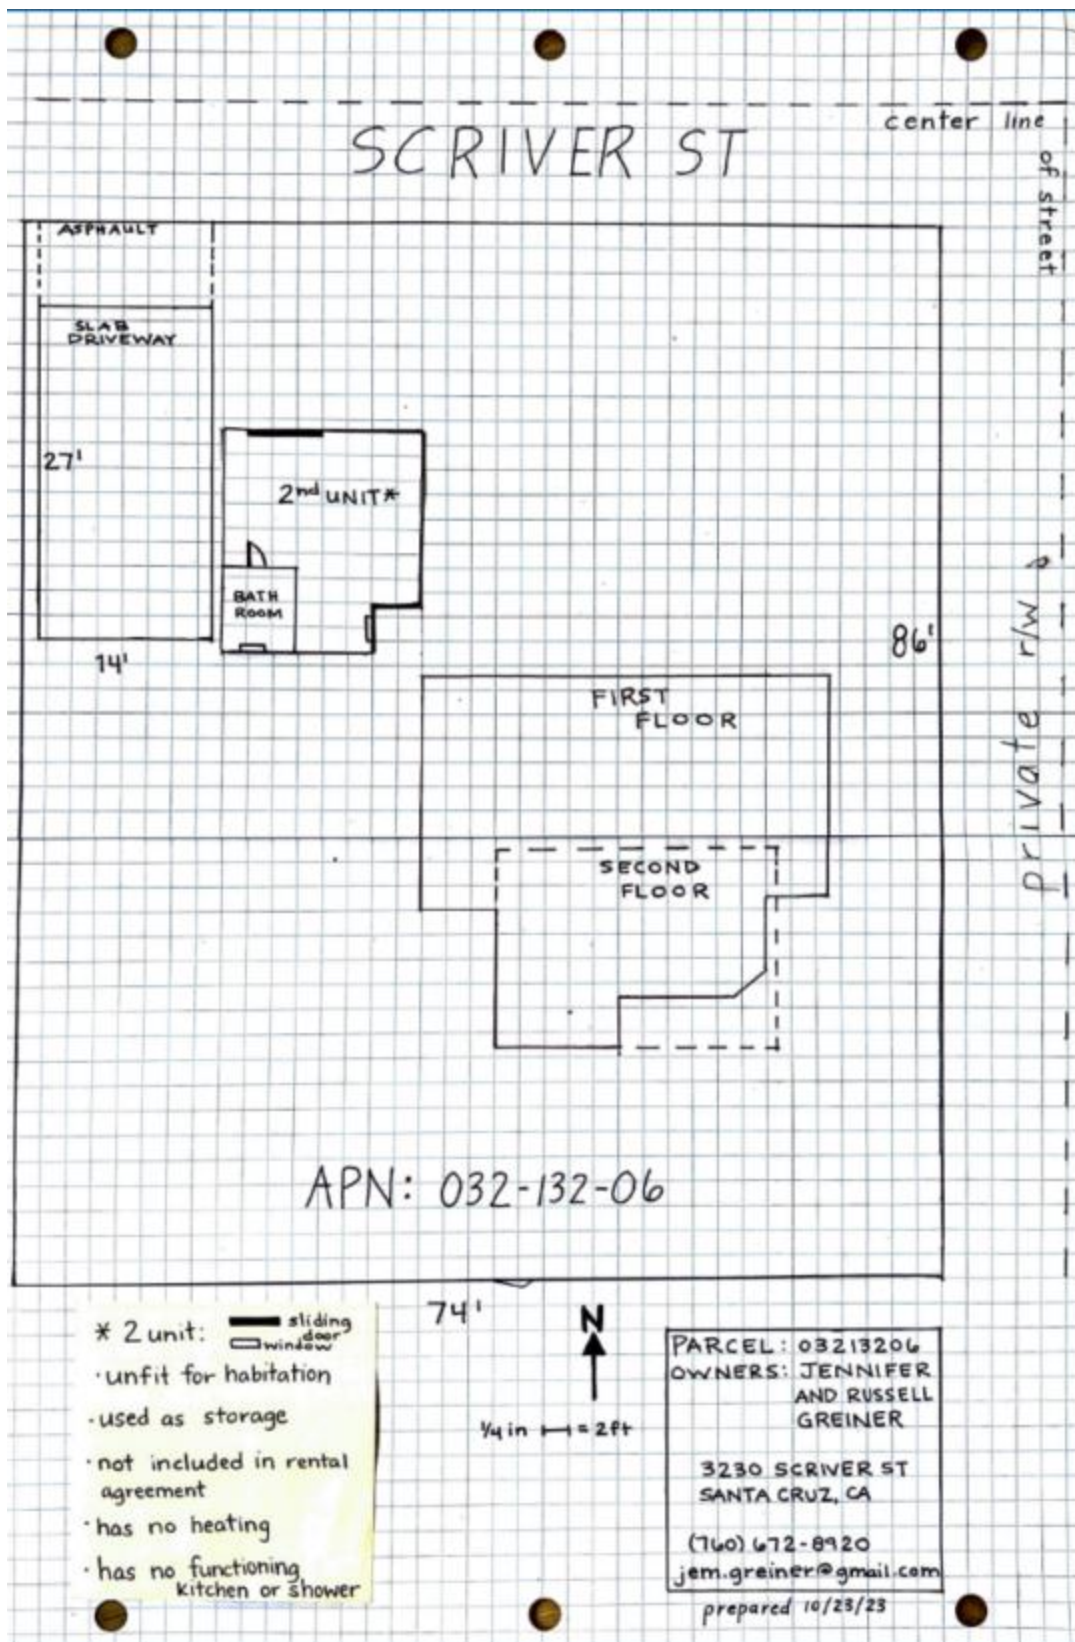 center line
of street
SCRIVER ST
ASPHAULT
SLAB
DRIVEWAY
27'
2nd UNIT*
BATH
ROOM
14'
86'
private r/w
FIRST
FLOOR
SECOND
FLOOR
APN: 032-132-06
74'
* 2 unit:
sliding
door
window
· unfit for habitation
· used as storage
· not included in rental
agreement
· has no heating
· has no functioning
kitchen or shower
N
1/4 in = 2ft
PARCEL: 03213206
OWNERS: JENNIFER
AND RUSSELL
GREINER
3230 SCRIVER ST
SANTA CRUZ, CA
(760) 672-8920
jem.greiner@gmail.com
prepared 10/23/23